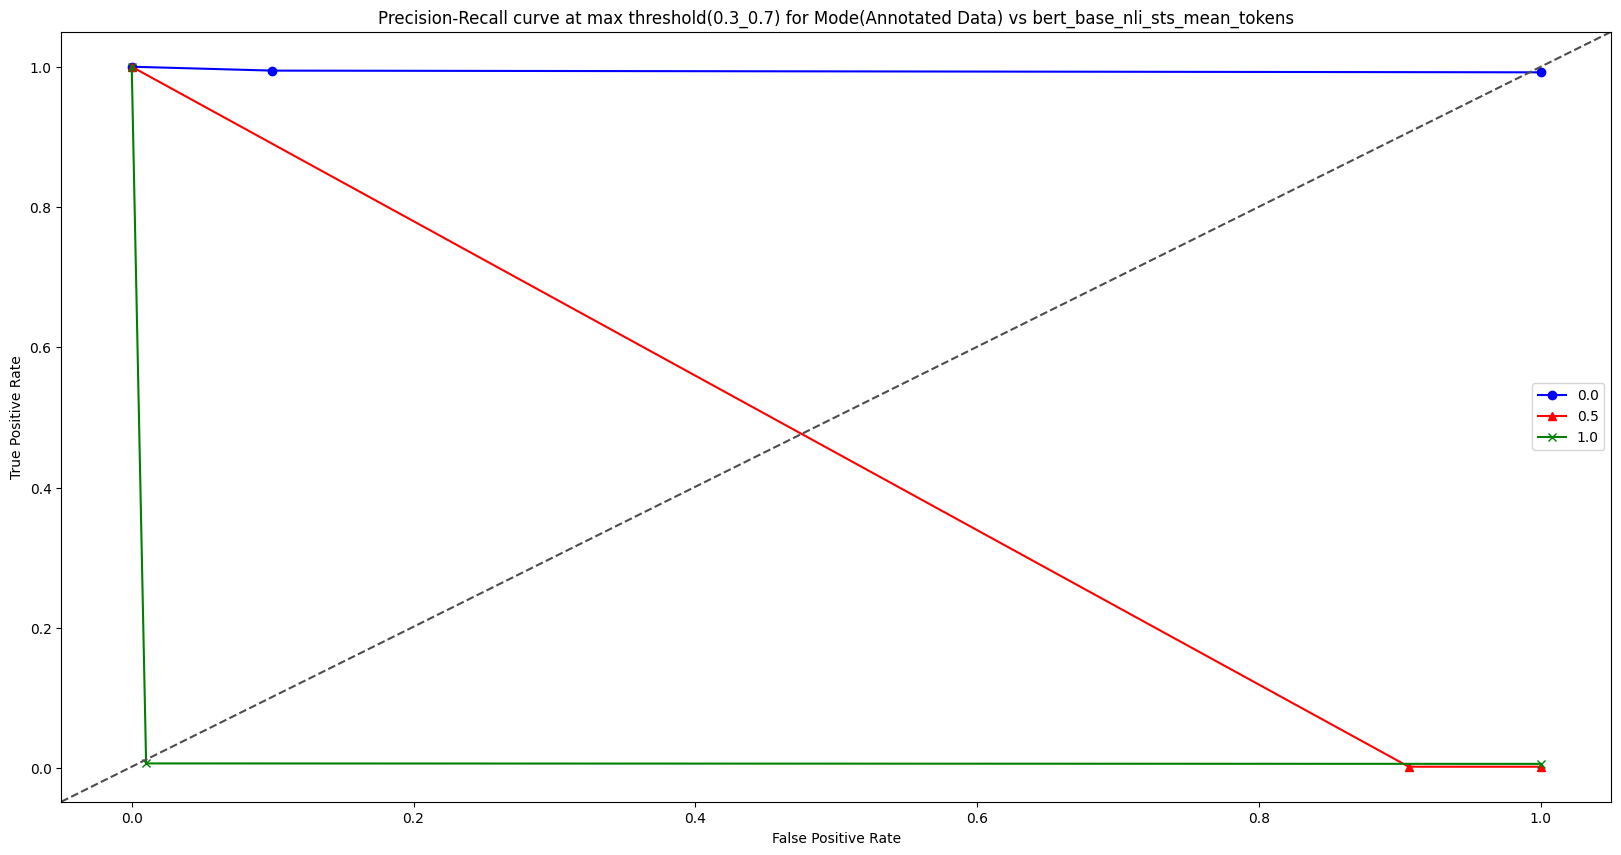 Precision-Recall curve at max threshold(0.3_0.7) for Mode(Annotated Data) vs bert_base_nli_sts_mean_tokens
True Positive Rate
1.0
0.8
0.6
0.4
0.2
0.0
0.0
0.5
1.0
0.0 0.2 0.4 0.6 0.8 1.0
False Positive Rate